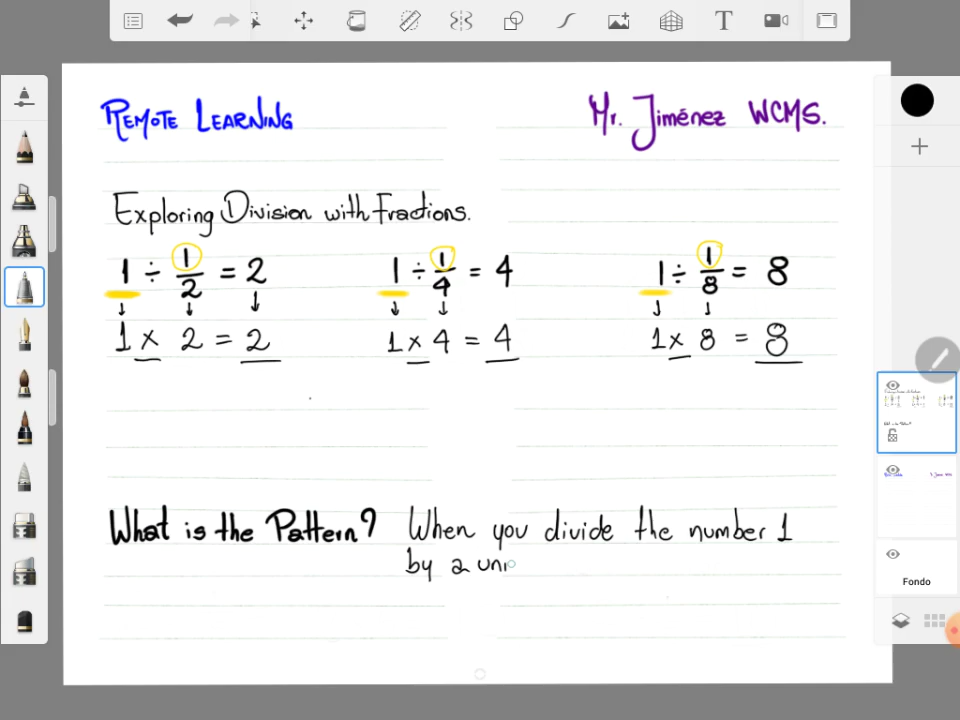 REMOTE LEARNING
Mr. Jiménez WCMS.
Exploring Division with Fractions.
1 ÷ 1/2 = 2
1 × 2 = 2
1 ÷ 1/4 = 4
1 × 4 = 4
1 ÷ 1/8 = 8
1 × 8 = 8
What is the Pattern? When you divide the number 1
by a uni
Fondo